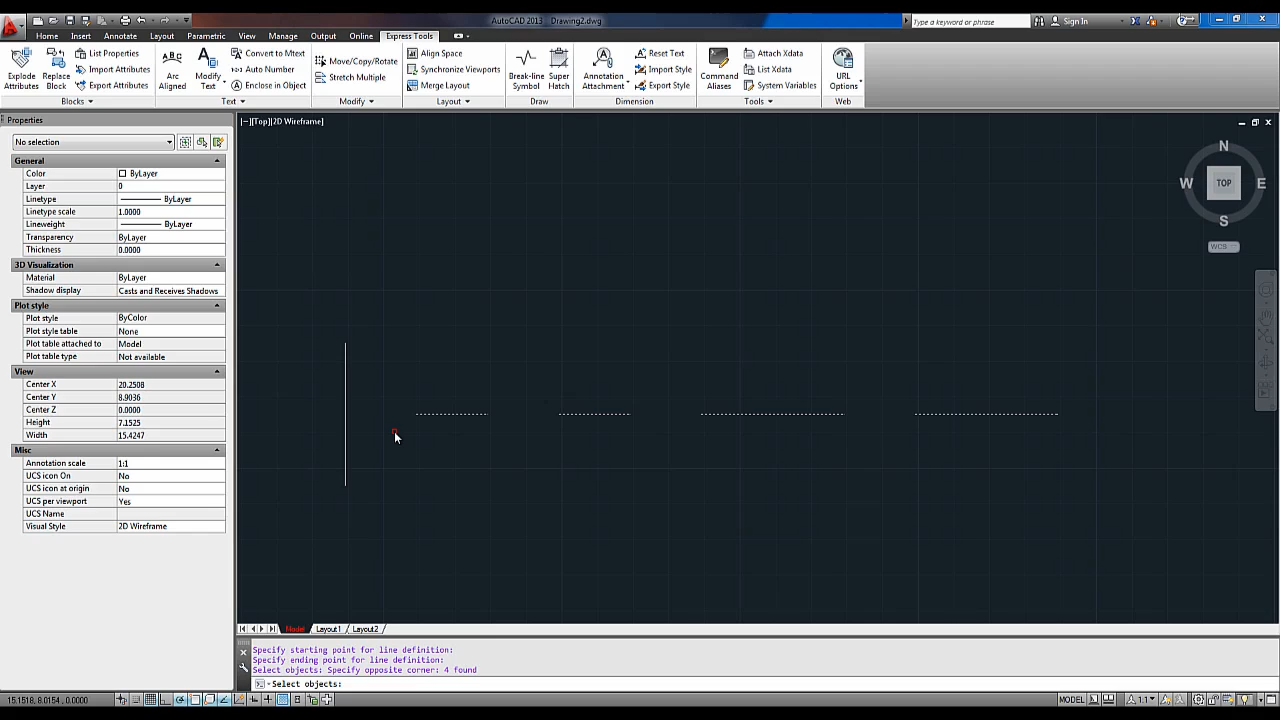 AutoCAD 2013   Drawing2.dwg
Type a keyword or phrase
Sign In
Home Insert Annotate Layout Parametric View Manage Output Online Express Tools
Explode Attributes
Replace Block
List Properties
Import Attributes
Export Attributes
Blocks
Arc Aligned
Modify Text
Convert to Mtext
Auto Number
Enclose in Object
Text
Move/Copy/Rotate
Stretch Multiple
Modify
Align Space
Synchronize Viewports
Merge Layout
Layout
Break-line Symbol
Super Hatch
Draw
Annotation Attachment
Reset Text
Import Style
Export Style
Dimension
Command Aliases
Attach Xdata
List Xdata
System Variables
Tools
URL Options
Web
Properties
No selection
General
Color ByLayer
Layer 0
Linetype ByLayer
Linetype scale 1.0000
Lineweight ByLayer
Transparency ByLayer
Thickness 0.0000
3D Visualization
Material ByLayer
Shadow display Casts and Receives Shadows
Plot style
Plot style ByColor
Plot style table None
Plot table attached to Model
Plot table type Not available
View
Center X 20.2508
Center Y 8.9036
Center Z 0.0000
Height 7.1525
Width 15.4247
Misc
Annotation scale 1:1
UCS icon On No
UCS icon at origin No
UCS per viewport Yes
UCS Name
Visual Style 2D Wireframe
[−][Top][2D Wireframe]
N
W TOP E
S
WCS
Model Layout1 Layout2
Specify starting point for line definition:
Specify ending point for line definition:
Select objects: Specify opposite corner: 4 found
Select objects:
15.1518, 8.0154 , 0.0000
MODEL
1:1